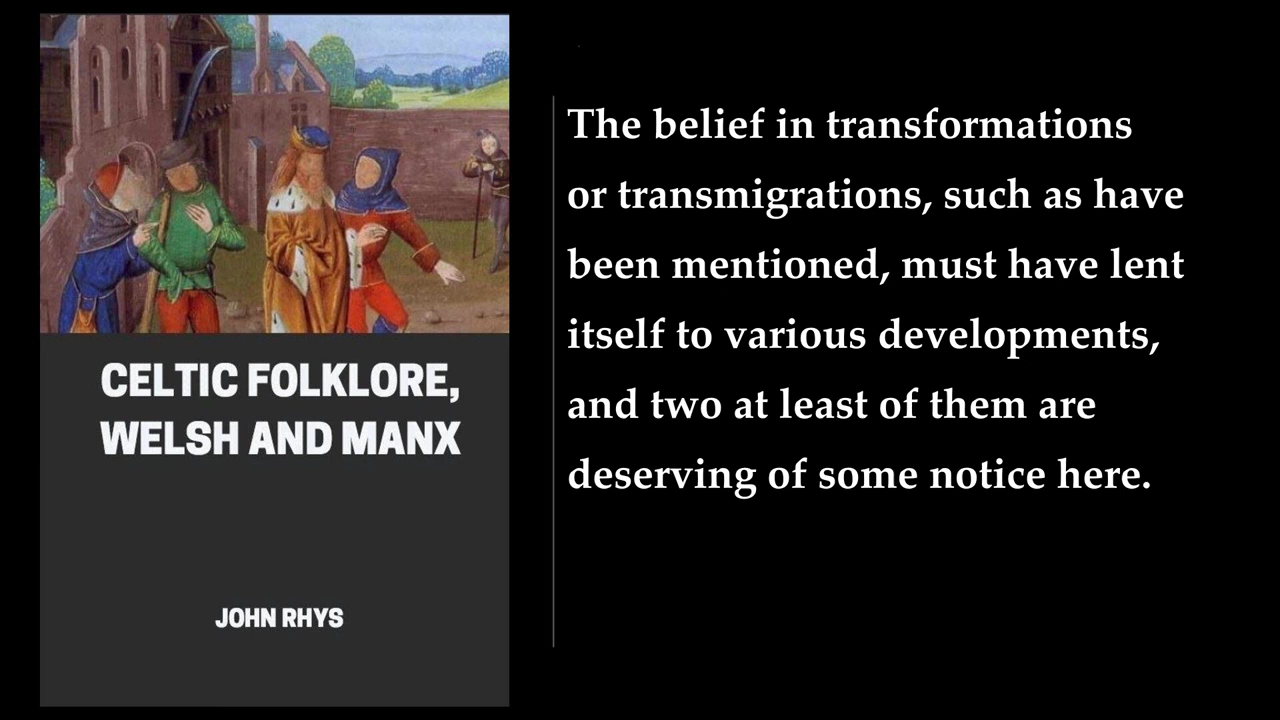 CELTIC FOLKLORE,
WELSH AND MANX
JOHN RHYS
The belief in transformations
or transmigrations, such as have
been mentioned, must have lent
itself to various developments,
and two at least of them are
deserving of some notice here.